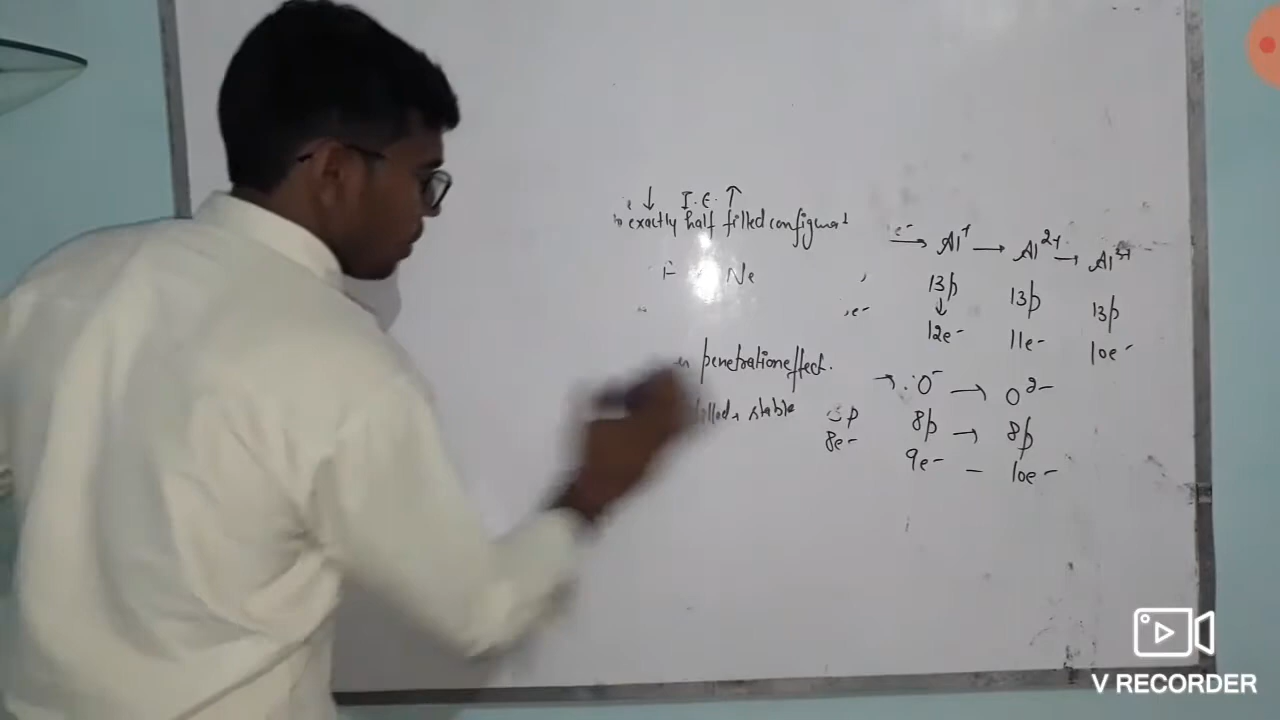 ↓ I.E. ↑
exactly half filled configurat
e-
→ Al+ → Al2+ → Al3+
Ne
13p 13p 13p
↓
e-
12e- 11e- 10e-
penetration effect.
→ O- → O2-
filled, stable
p
8p → 8p
8e-
9e- - 10e-
V RECORDER